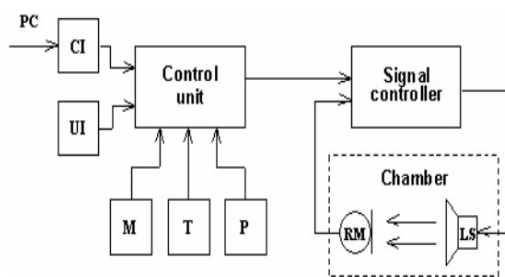 PC
CI
UI
Control
unit
Signal
controller
M
T
P
Chamber
RM
LS